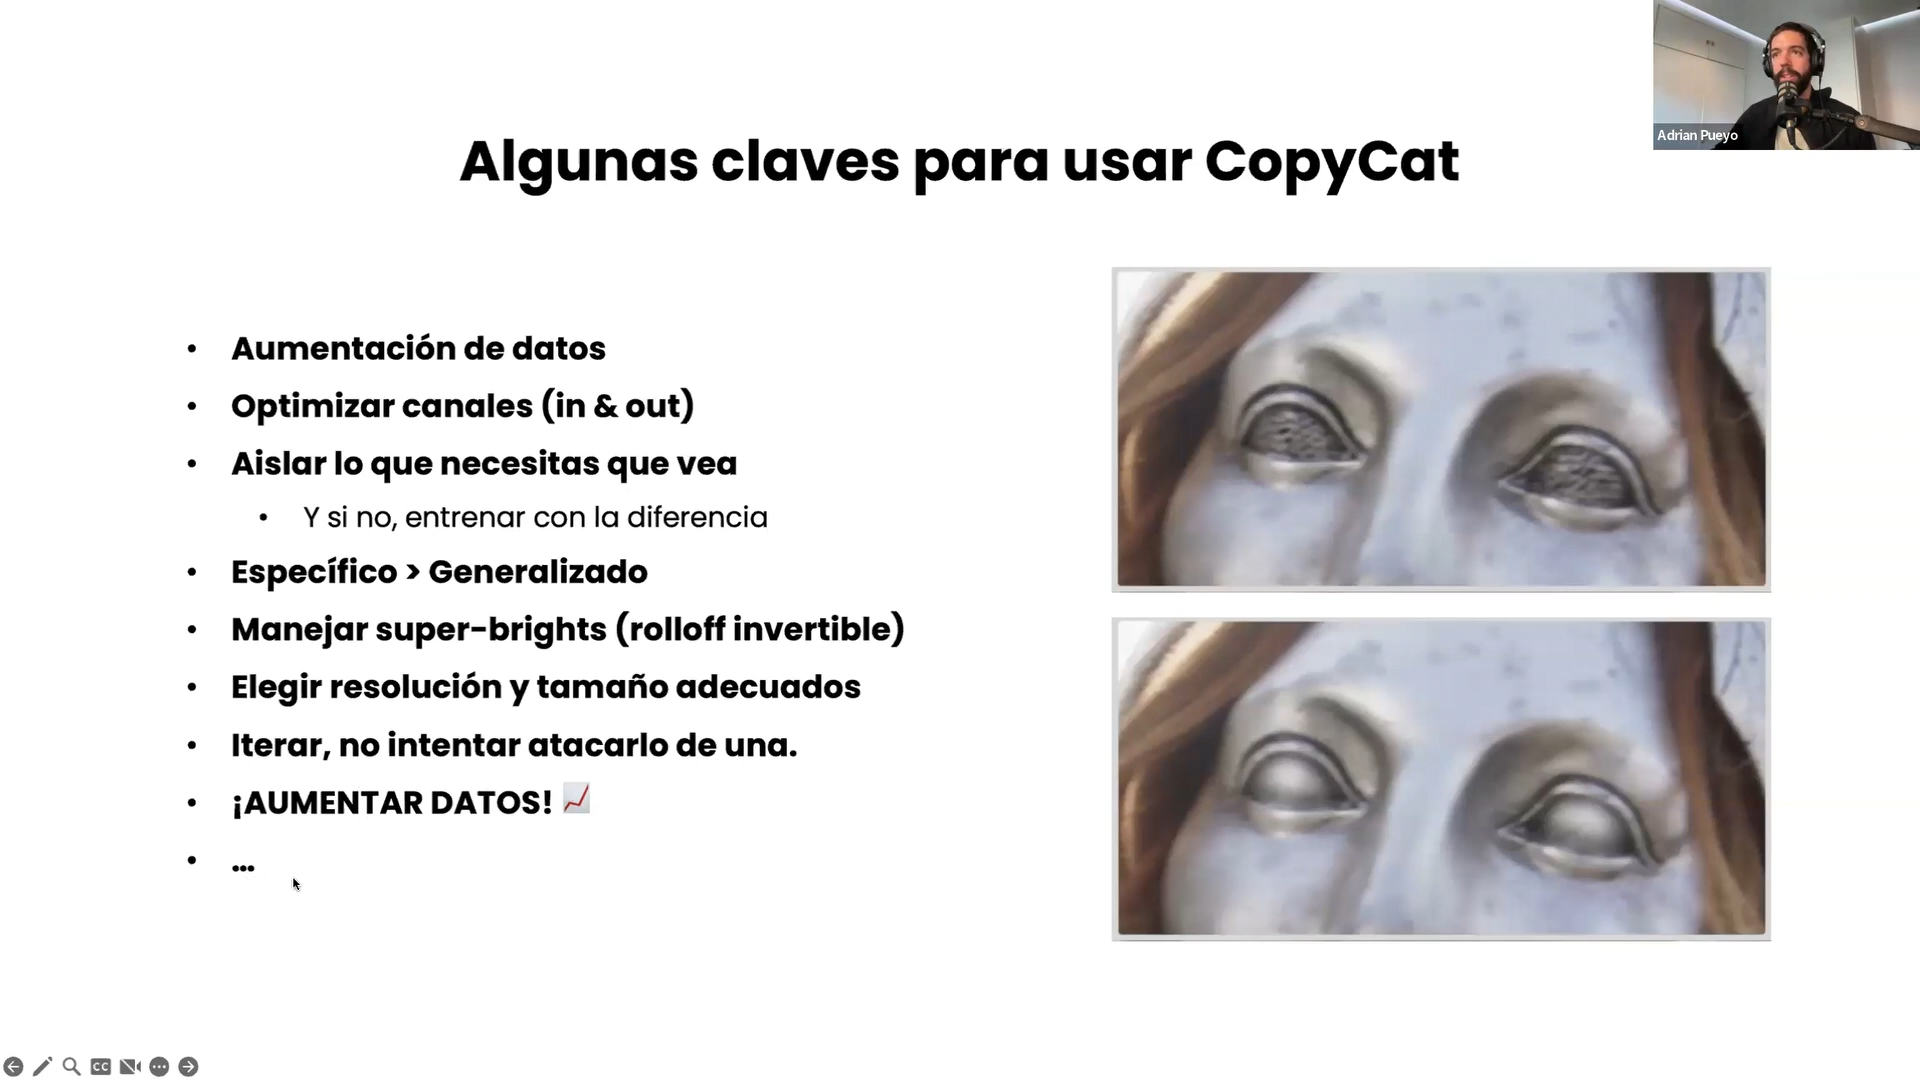 Adrian Pueyo
Algunas claves para usar CopyCat
• Aumentación de datos
• Optimizar canales (in & out)
• Aislar lo que necesitas que vea
• Y si no, entrenar con la diferencia
• Específico > Generalizado
• Manejar super-brights (rolloff invertible)
• Elegir resolución y tamaño adecuados
• Iterar, no intentar atacarlo de una.
• ¡AUMENTAR DATOS! 📈
• ...
CC